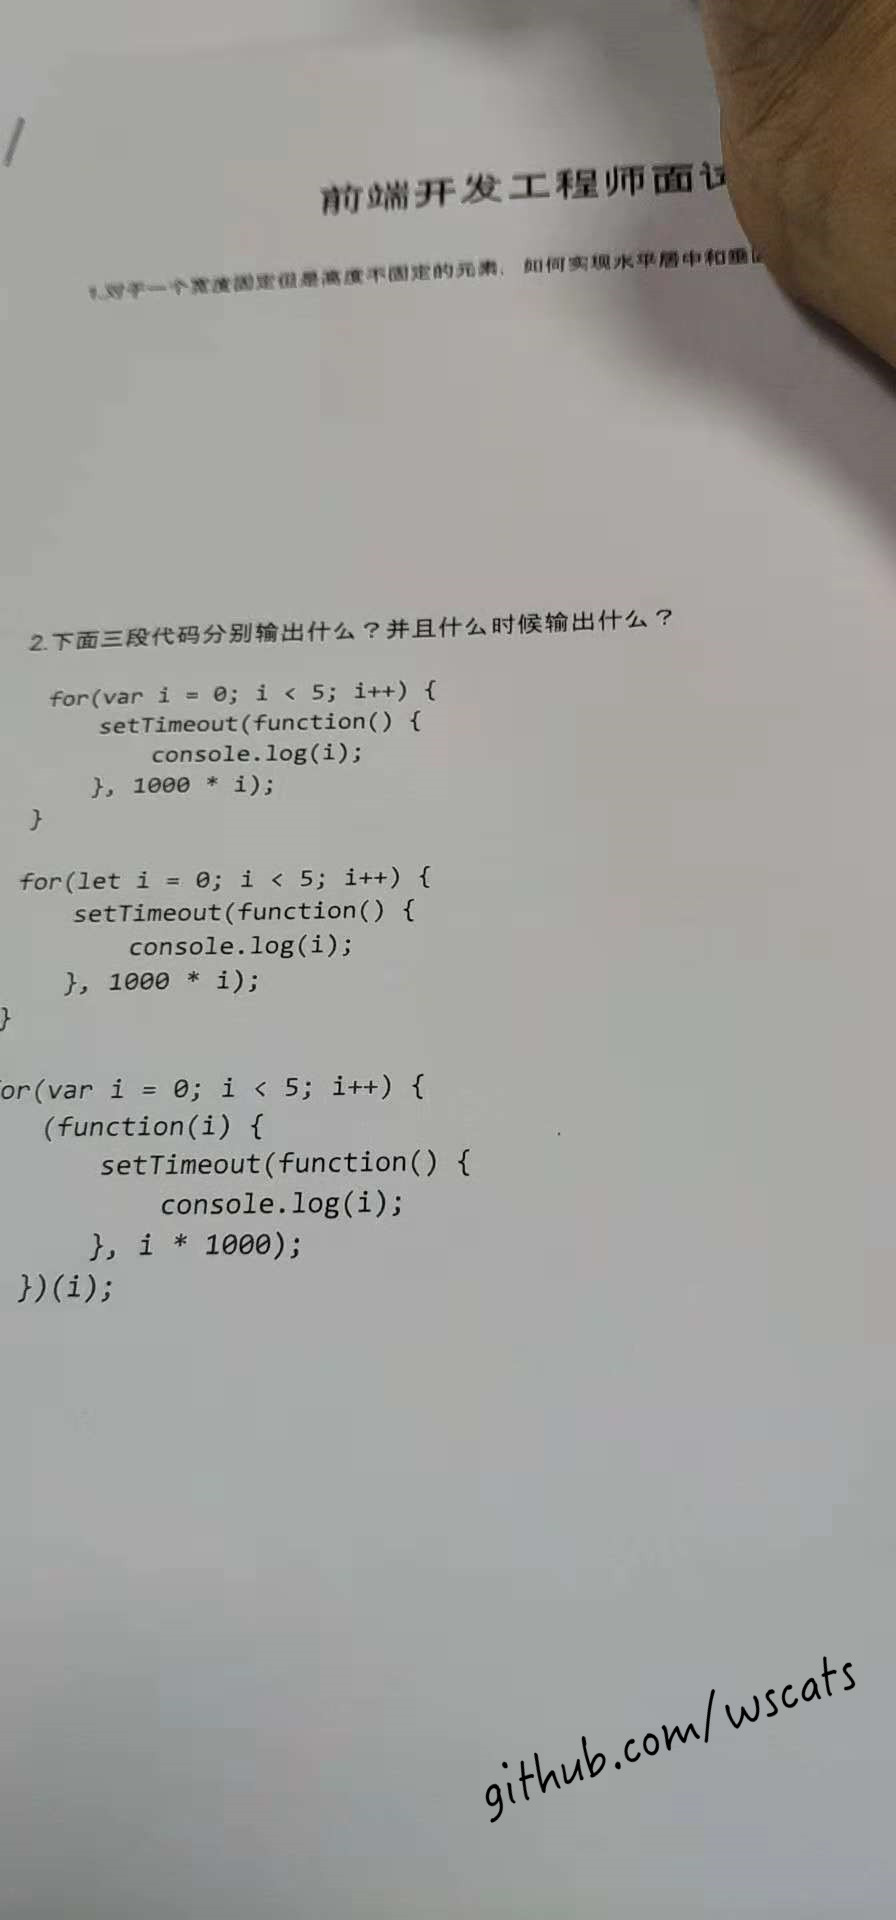 前端开发工程师面试
1.对于一个宽度固定但是高度不固定的元素，如何实现水平居中和垂
2.下面三段代码分别输出什么？并且什么时候输出什么？
for(var i = 0; i < 5; i++) {
setTimeout(function() {
console.log(i);
}, 1000 * i);
}
for(let i = 0; i < 5; i++) {
setTimeout(function() {
console.log(i);
}, 1000 * i);
}
or(var i = 0; i < 5; i++) {
(function(i) {
setTimeout(function() {
console.log(i);
}, i * 1000);
})(i);
github.com/wscats